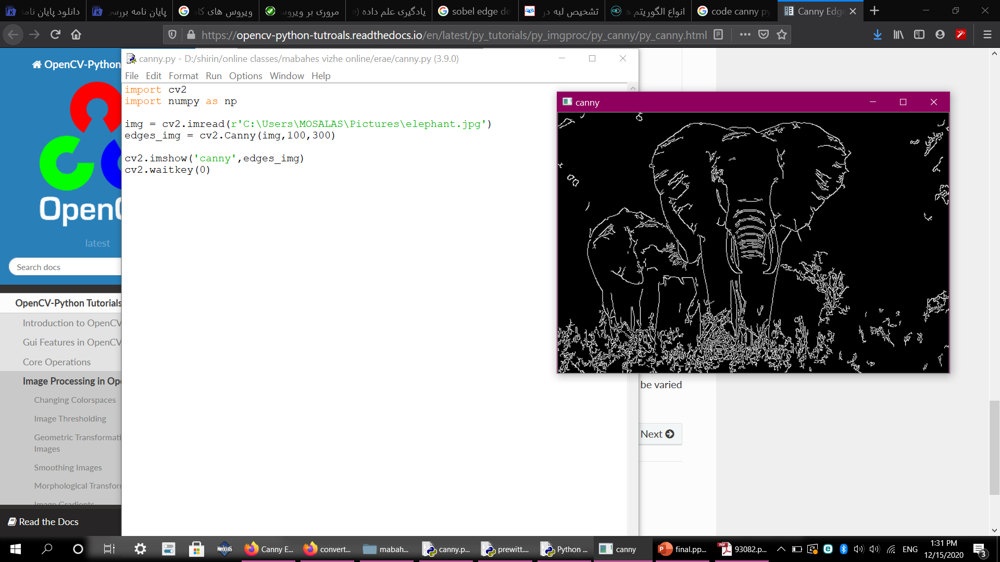 دانلود پایان نامه
پایان نامه بررسی
ویروس های کا
مروری بر ویروس
یادگیری علم داده (e
sobel edge de
تشخیص لبه در
انواع الگوریتم ه
code canny py
Canny Edge
https://opencv-python-tutroals.readthedocs.io/en/latest/py_tutorials/py_imgproc/py_canny/py_canny.html
OpenCV-Python
OpenC
latest
Search docs
OpenCV-Python Tutorials
Introduction to OpenCV
Gui Features in OpenCV
Core Operations
Image Processing in Ope
Changing Colorspaces
Image Thresholding
Geometric Transformati
Images
Smoothing Images
Morphological Transform
Image Gradients
Read the Docs
canny.py - D:/shirin/online classes/mabahes vizhe online/erae/canny.py (3.9.0)
File Edit Format Run Options Window Help
import cv2
import numpy as np
img = cv2.imread(r'C:\Users\MOSALAS\Pictures\elephant.jpg')
edges_img = cv2.Canny(img,100,300)
cv2.imshow('canny',edges_img)
cv2.waitkey(0)
canny
be varied
Next
NeXUS
Canny E...
convert...
mabah...
canny.p...
prewitt....
Python ...
canny
final.pp...
93082.p...
ENG
1:31 PM
12/15/2020
3